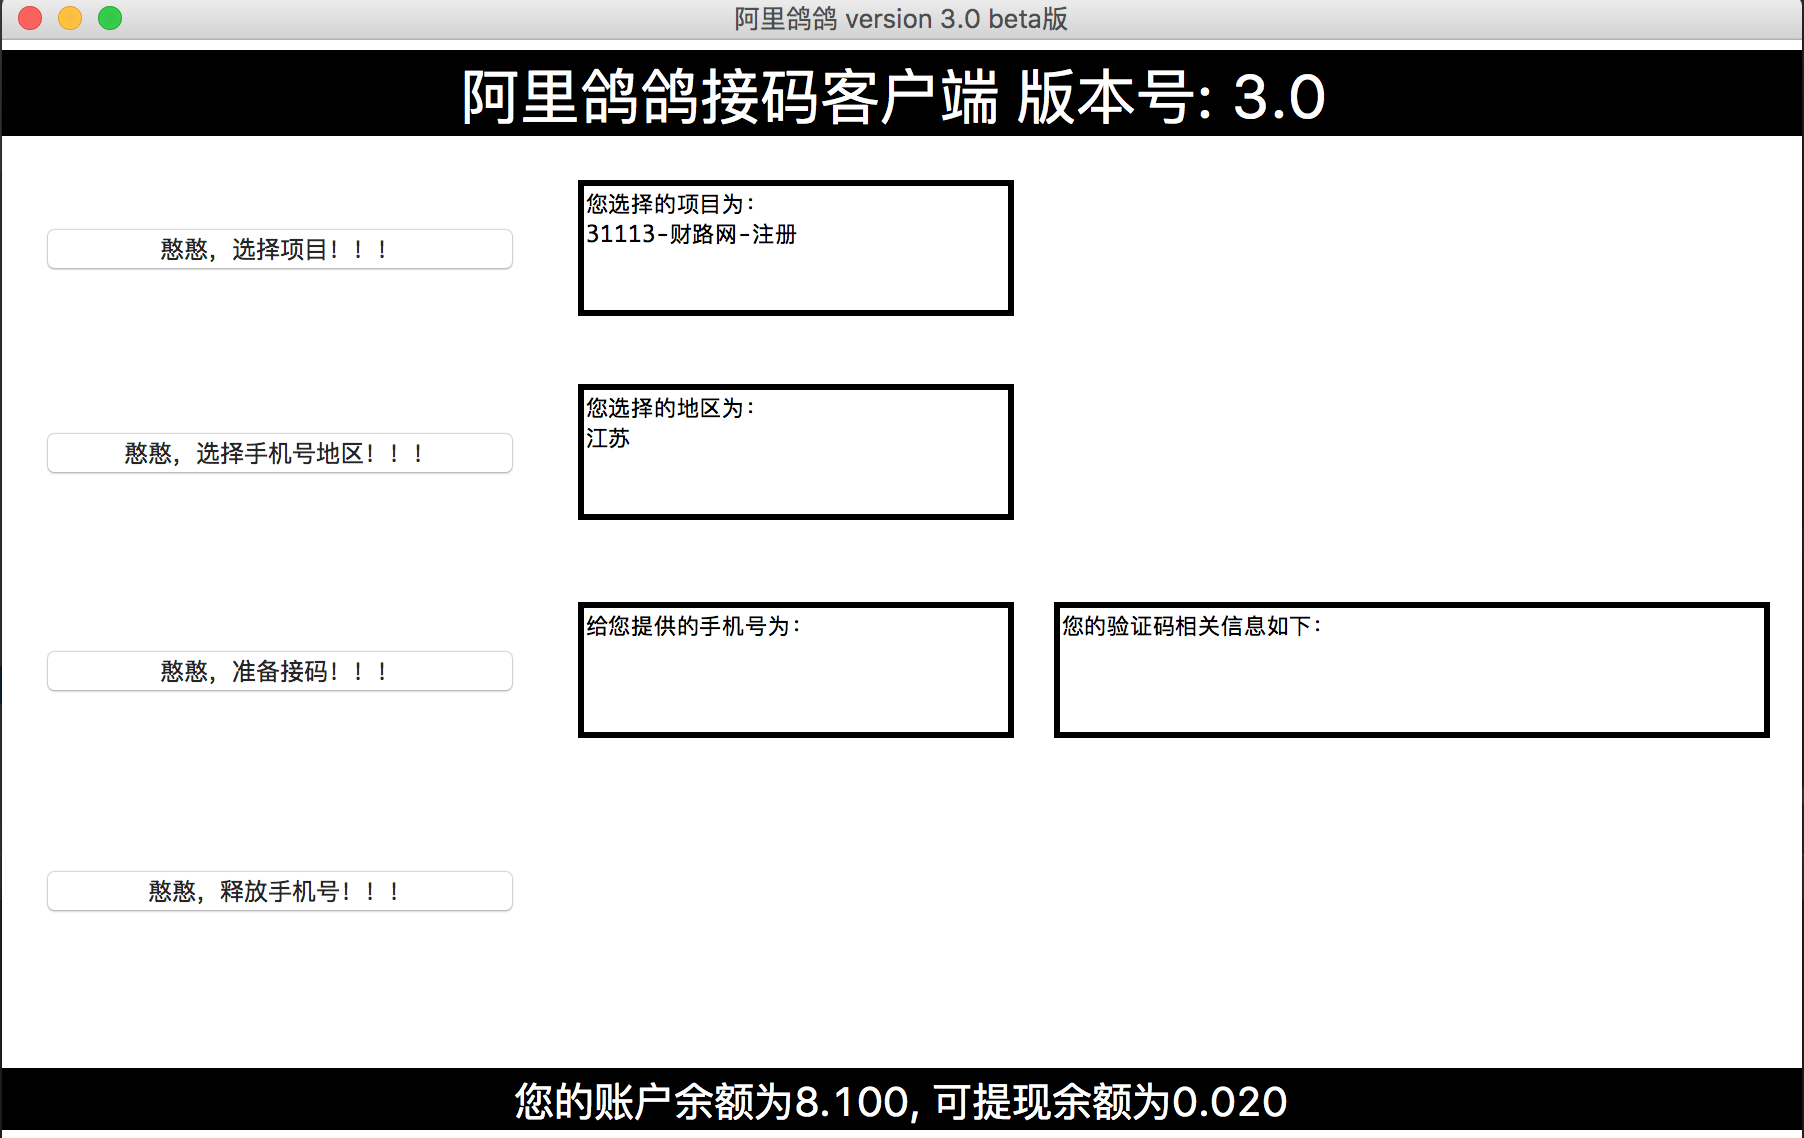 阿里鸽鸽 version 3.0 beta版
阿里鸽鸽接码客户端 版本号: 3.0
憨憨，选择项目！！！
您选择的项目为：
31113-财路网-注册
憨憨，选择手机号地区！！！
您选择的地区为：
江苏
憨憨，准备接码！！！
给您提供的手机号为：
您的验证码相关信息如下：
憨憨，释放手机号！！！
您的账户余额为8.100, 可提现余额为0.020